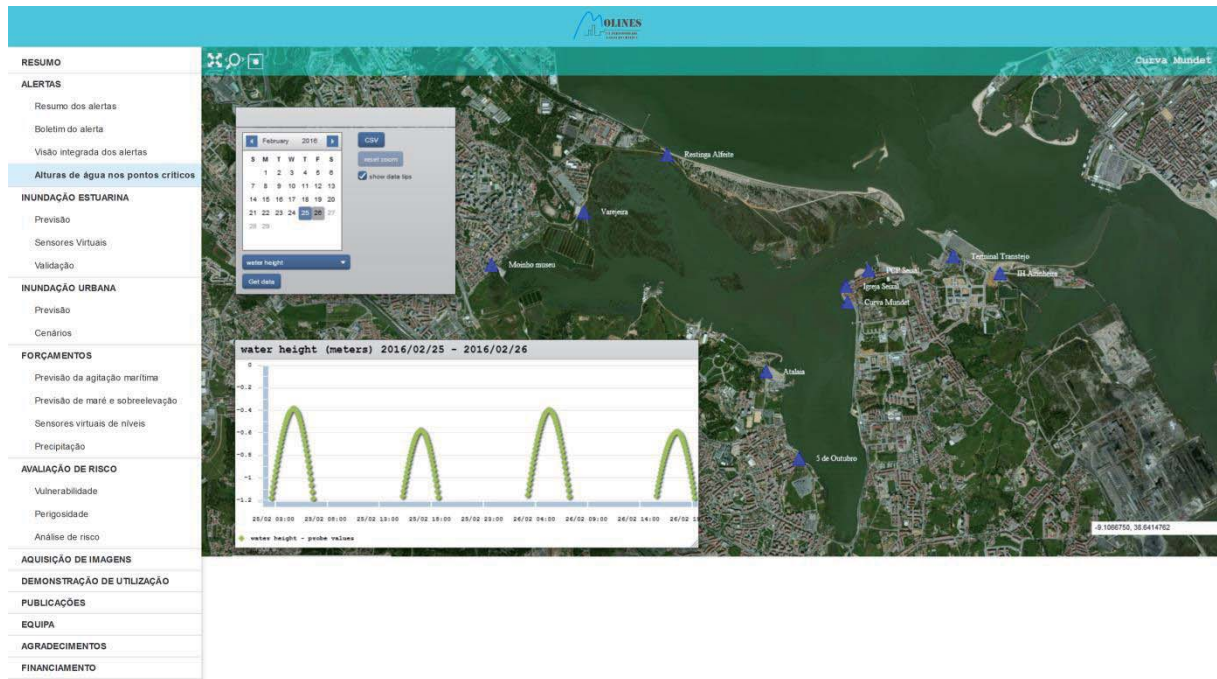 MOLINES
RESUMO
ALERTAS
Resumo dos alertas
Boletim do alerta
Visão integrada dos alertas
Alturas de água nos pontos críticos
INUNDAÇÃO ESTUARINA
Previsão
Sensores Virtuais
Validação
INUNDAÇÃO URBANA
Previsão
Cenários
FORÇAMENTOS
Previsão da agitação marítima
Previsão de maré e sobreelevação
Sensores virtuais de níveis
Precipitação
AVALIAÇÃO DE RISCO
Vulnerabilidade
Perigosidade
Análise de risco
AQUISIÇÃO DE IMAGENS
DEMONSTRAÇÃO DE UTILIZAÇÃO
PUBLICAÇÕES
EQUIPA
AGRADECIMENTOS
FINANCIAMENTO
Curva Mundet
February 2016
S M T W T F S
1 2 3 4 5 6
7 8 9 10 11 12 13
14 15 16 17 18 19 20
21 22 23 24 25 26 27
28 29
CSV
reset zoom
show data tips
water height
Get data
Restinga Alfeite
Varejeira
Moinho museu
Terminal Transtejo
PCP Seixal
IH Arinheira
Igreja Seixal
Curva Mundet
Atalaia
5 de Outubro
water height (meters) 2016/02/25 - 2016/02/26
0
-0.2
-0.4
-0.6
-0.8
-1
-1.2
25/02 03:00 25/02 08:00 25/02 13:00 25/02 18:00 25/02 23:00 26/02 04:00 26/02 09:00 26/02 14:00 26/02
water height - probe values
-9.1066750, 38.6414762